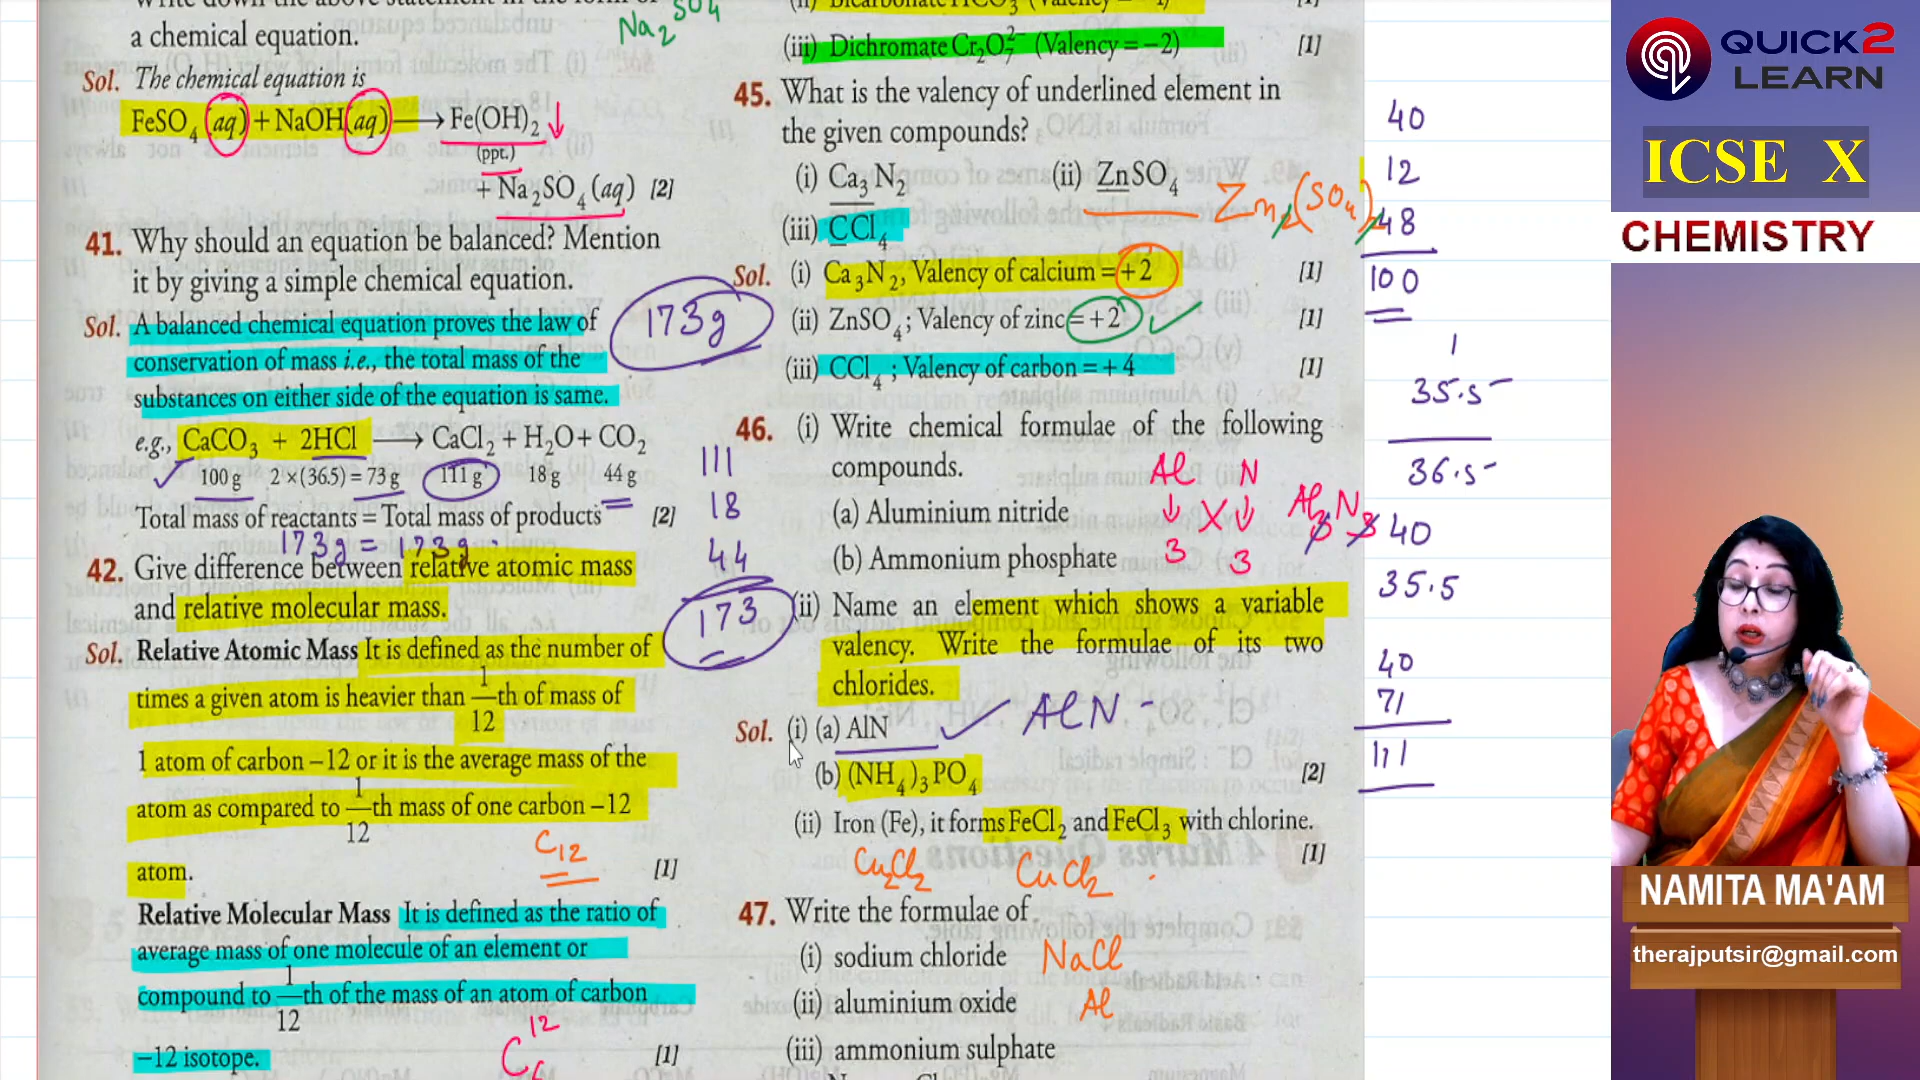 a chemical equation.
Na2SO4
Sol. The chemical equation is
FeSO4 (aq) + NaOH(aq) ⟶ Fe(OH)2 ↓
(ppt.)
+ Na2SO4 (aq) [2]
41. Why should an equation be balanced? Mention
it by giving a simple chemical equation.
Sol. A balanced chemical equation proves the law of
conservation of mass i.e., the total mass of the
substances on either side of the equation is same.
173g
e.g., CaCO3 + 2HCl ⟶ CaCl2 + H2O + CO2
100 g 2 × (36.5) = 73 g 111 g 18 g 44 g
Total mass of reactants = Total mass of products [2]
173g = 173g
111
18
44
173
42. Give difference between relative atomic mass
and relative molecular mass.
Sol. Relative Atomic Mass It is defined as the number of
times a given atom is heavier than 1/12 th of mass of
1 atom of carbon –12 or it is the average mass of the
atom as compared to 1/12 th mass of one carbon –12
atom. [1]
C12
Relative Molecular Mass It is defined as the ratio of
average mass of one molecule of an element or
compound to 1/12 th of the mass of an atom of carbon
–12 isotope. [1]
C 12 6
(iii) Dichromate Cr2O7 2– (Valency = –2) [1]
45. What is the valency of underlined element in
the given compounds?
(i) Ca3N2 (ii) ZnSO4
Zn2(SO4)2
(iii) CCl4
Sol. (i) Ca3N2, Valency of calcium = +2 [1]
(ii) ZnSO4; Valency of zinc = +2 [1]
(iii) CCl4 ; Valency of carbon = +4 [1]
46. (i) Write chemical formulae of the following
compounds.
(a) Aluminium nitride
(b) Ammonium phosphate
Al N
3 3
Al3N3
(ii) Name an element which shows a variable
valency. Write the formulae of its two
chlorides.
Sol. (i) (a) AlN
AlN
(b) (NH4)3PO4 [2]
(ii) Iron (Fe), it forms FeCl2 and FeCl3 with chlorine.
[1]
Cu2Cl2 CuCl2
47. Write the formulae of
(i) sodium chloride NaCl
(ii) aluminium oxide Al
(iii) ammonium sulphate
40
12
48
100
1
35.5
36.5
40
35.5
40
71
111
QUICK2
LEARN
ICSE X
CHEMISTRY
NAMITA MA'AM
therajputsir@gmail.com